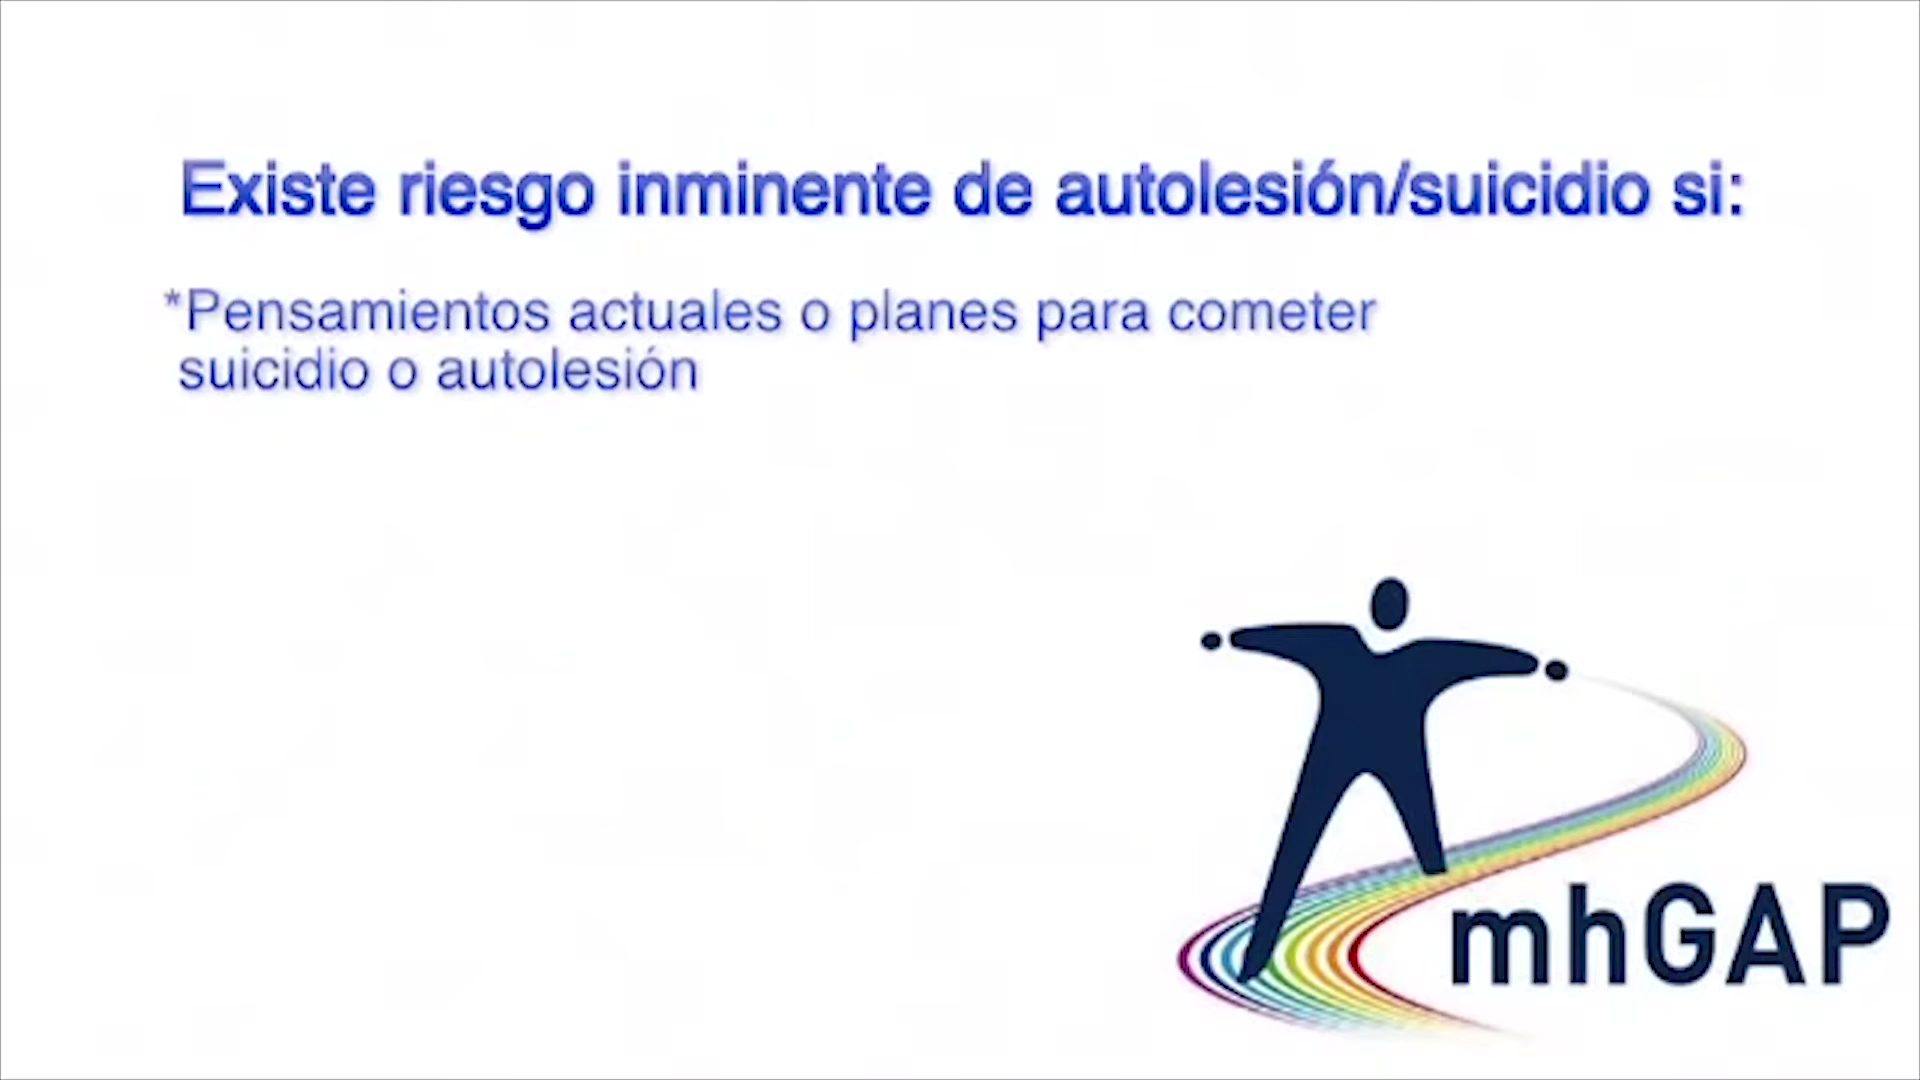 Existe riesgo inminente de autolesión/suicidio si:
*Pensamientos actuales o planes para cometer
suicidio o autolesión
mhGAP